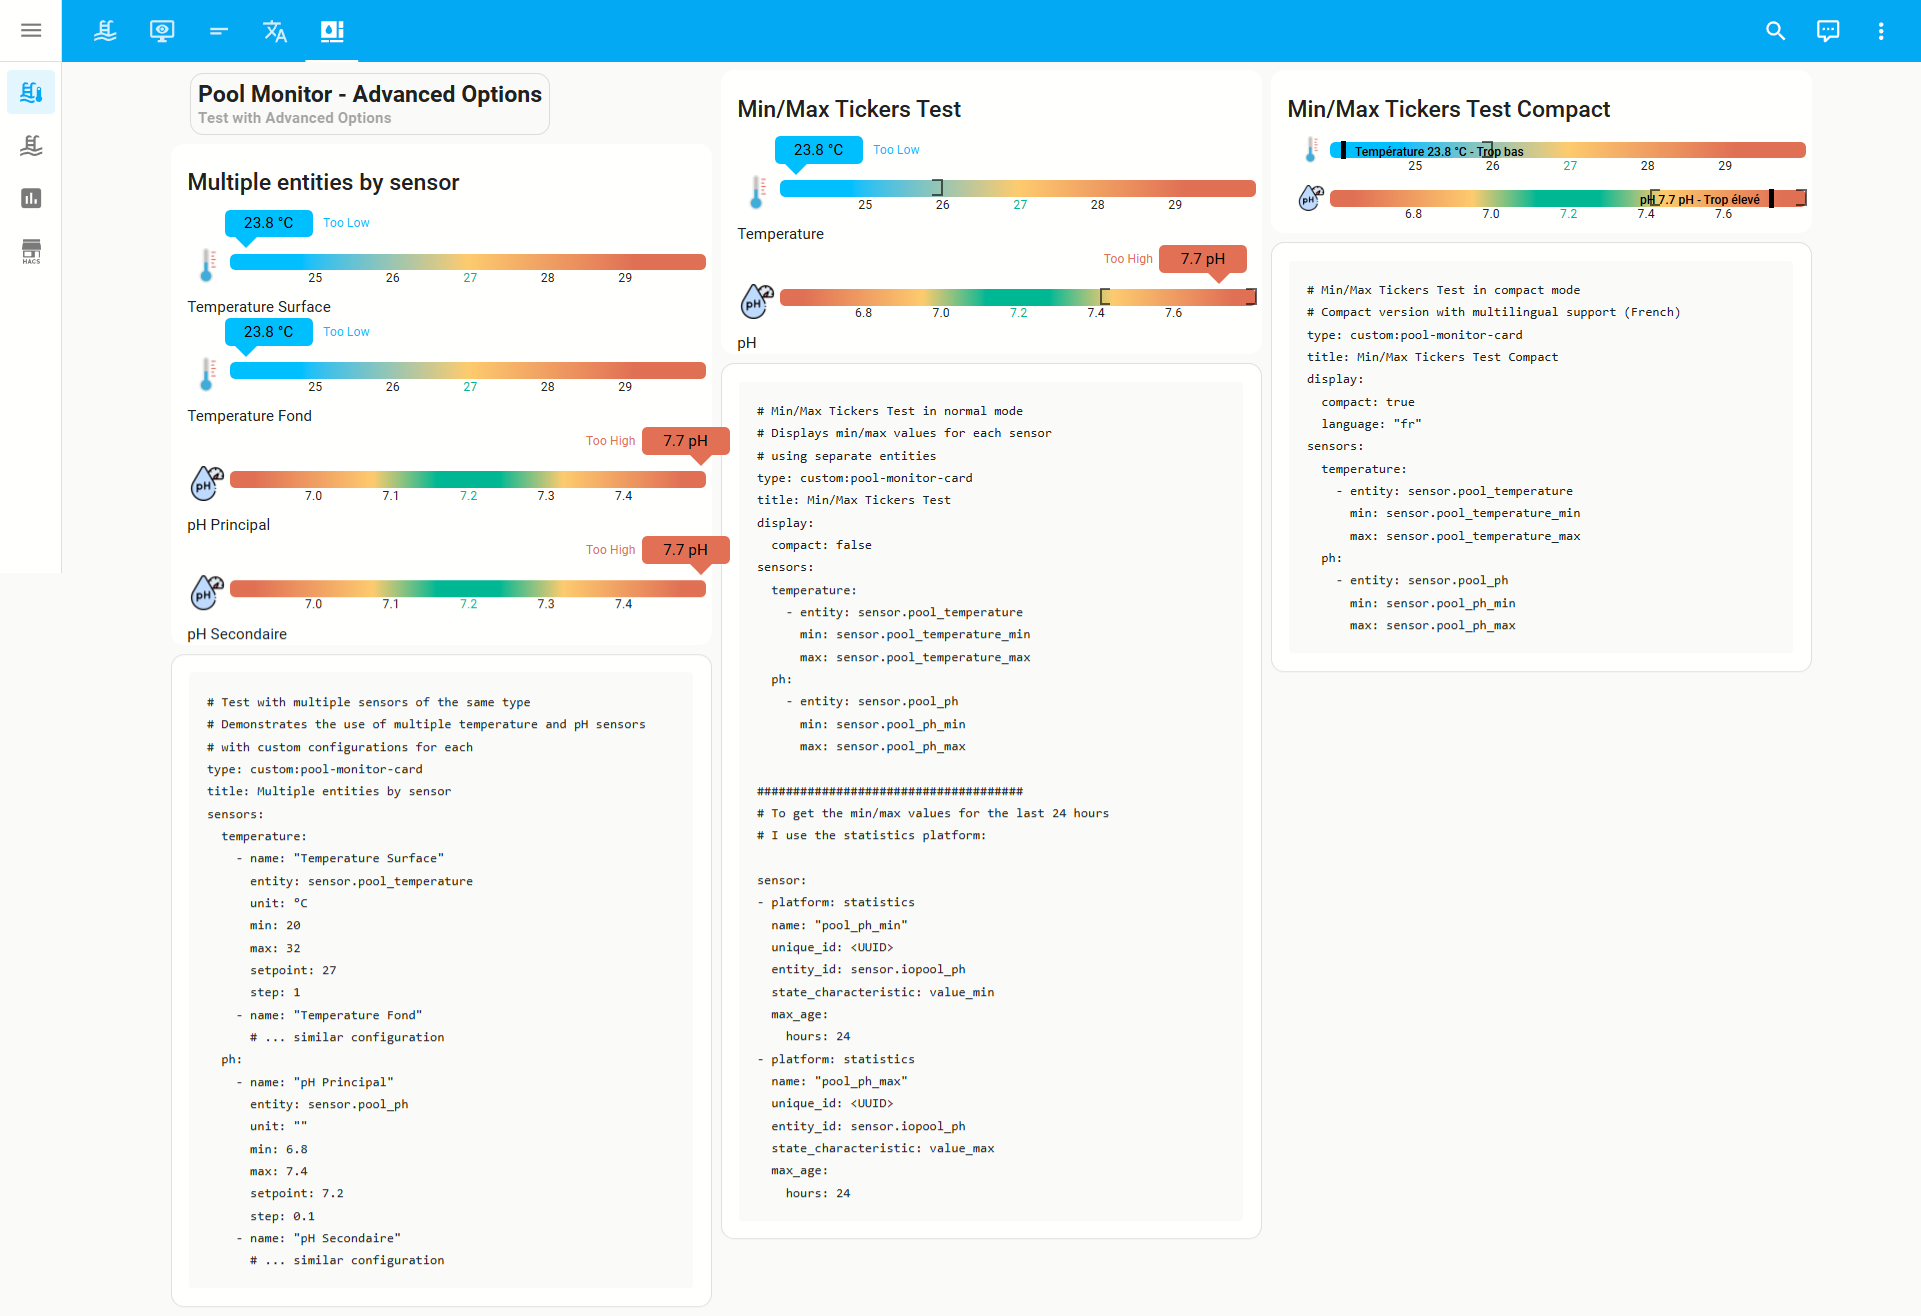 HACS
Pool Monitor - Advanced Options
Test with Advanced Options
Multiple entities by sensor
23.8 °C Too Low
25 26 27 28 29
Temperature Surface
23.8 °C Too Low
25 26 27 28 29
Temperature Fond
Too High 7.7 pH
pH
7.0 7.1 7.2 7.3 7.4
pH Principal
Too High 7.7 pH
pH
7.0 7.1 7.2 7.3 7.4
pH Secondaire
# Test with multiple sensors of the same type
# Demonstrates the use of multiple temperature and pH sensors
# with custom configurations for each
type: custom:pool-monitor-card
title: Multiple entities by sensor
sensors:
  temperature:
    - name: "Temperature Surface"
      entity: sensor.pool_temperature
      unit: °C
      min: 20
      max: 32
      setpoint: 27
      step: 1
    - name: "Temperature Fond"
      # ... similar configuration
  ph:
    - name: "pH Principal"
      entity: sensor.pool_ph
      unit: ""
      min: 6.8
      max: 7.4
      setpoint: 7.2
      step: 0.1
    - name: "pH Secondaire"
      # ... similar configuration
Min/Max Tickers Test
23.8 °C Too Low
25 26 27 28 29
Temperature
Too High 7.7 pH
pH
6.8 7.0 7.2 7.4 7.6
pH
# Min/Max Tickers Test in normal mode
# Displays min/max values for each sensor
# using separate entities
type: custom:pool-monitor-card
title: Min/Max Tickers Test
display:
  compact: false
sensors:
  temperature:
    - entity: sensor.pool_temperature
      min: sensor.pool_temperature_min
      max: sensor.pool_temperature_max
  ph:
    - entity: sensor.pool_ph
      min: sensor.pool_ph_min
      max: sensor.pool_ph_max
#####################################
# To get the min/max values for the last 24 hours
# I use the statistics platform:
sensor:
- platform: statistics
  name: "pool_ph_min"
  unique_id: <UUID>
  entity_id: sensor.iopool_ph
  state_characteristic: value_min
  max_age:
    hours: 24
- platform: statistics
  name: "pool_ph_max"
  unique_id: <UUID>
  entity_id: sensor.iopool_ph
  state_characteristic: value_max
  max_age:
    hours: 24
Min/Max Tickers Test Compact
Température 23.8 °C - Trop bas
25 26 27 28 29
pH
pH 7.7 pH - Trop élevé
6.8 7.0 7.2 7.4 7.6
# Min/Max Tickers Test in compact mode
# Compact version with multilingual support (French)
type: custom:pool-monitor-card
title: Min/Max Tickers Test Compact
display:
  compact: true
  language: "fr"
sensors:
  temperature:
    - entity: sensor.pool_temperature
      min: sensor.pool_temperature_min
      max: sensor.pool_temperature_max
  ph:
    - entity: sensor.pool_ph
      min: sensor.pool_ph_min
      max: sensor.pool_ph_max